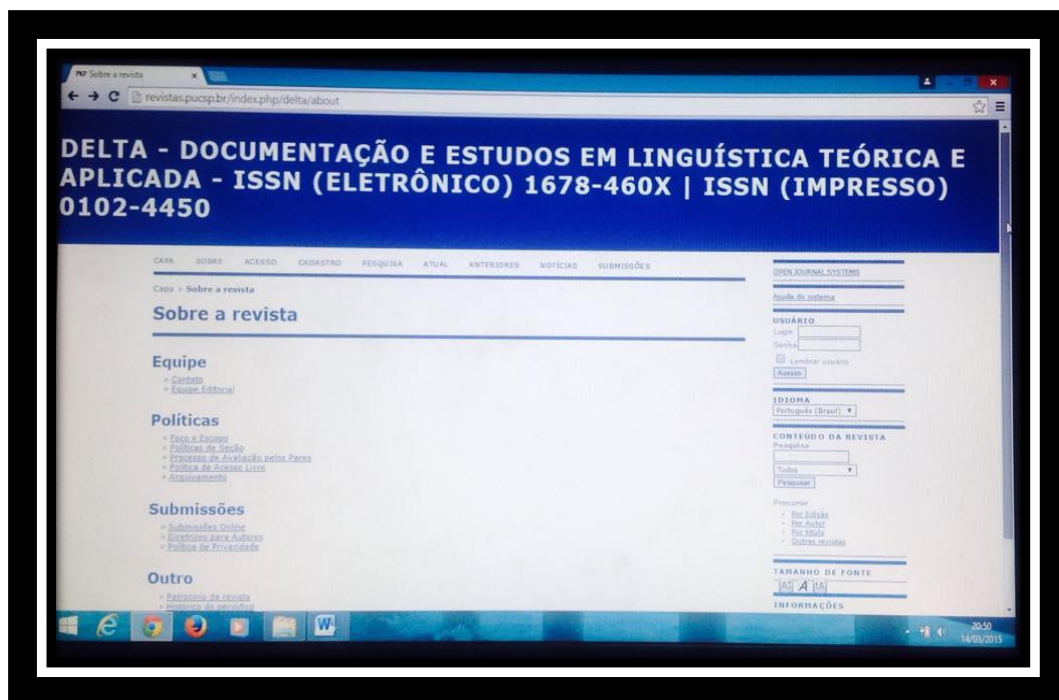 Sobre a revista
revistas.pucsp.br/index.php/delta/about
DELTA - DOCUMENTAÇÃO E ESTUDOS EM LINGUÍSTICA TEÓRICA E
APLICADA - ISSN (ELETRÔNICO) 1678-460X | ISSN (IMPRESSO)
0102-4450
CAPA SOBRE ACESSO CADASTRO PESQUISA ATUAL ANTERIORES NOTÍCIAS SUBMISSÕES
Capa > Sobre a revista
Sobre a revista
Equipe
» Contato
» Equipe Editorial
Políticas
» Foco e Escopo
» Políticas de Seção
» Processo de Avaliação pelos Pares
» Política de Acesso Livre
» Arquivamento
Submissões
» Submissões Online
» Diretrizes para Autores
» Política de Privacidade
Outro
» Patrocínio da revista
» Histórico do periódico
OPEN JOURNAL SYSTEMS
Ajuda do sistema
USUÁRIO
Login
Senha
Lembrar usuário
Acesso
IDIOMA
Português (Brasil)
CONTEÚDO DA REVISTA
Pesquisa
Todos
Pesquisar
Procurar
Por Edição
Por Autor
Por título
Outras revistas
TAMANHO DE FONTE
A A A
INFORMAÇÕES
20:50
14/03/2015